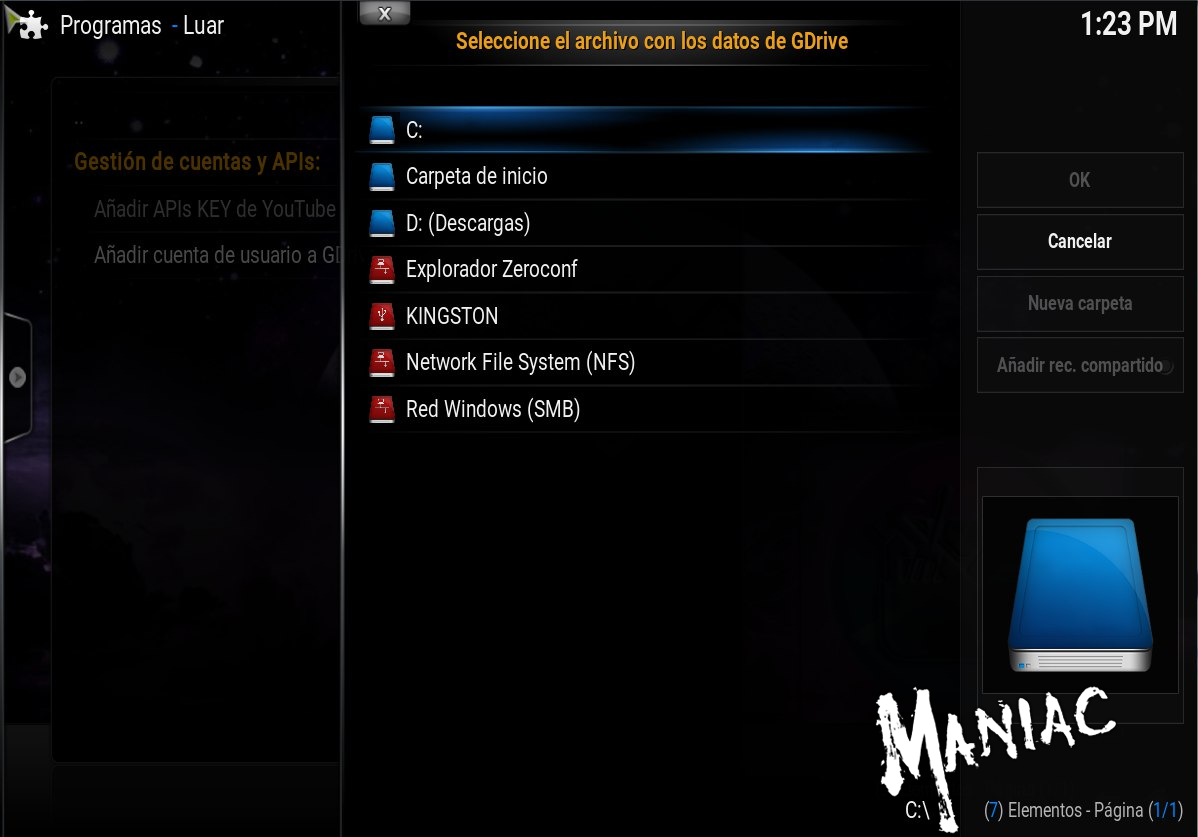 Programas - Luar
X
Seleccione el archivo con los datos de GDrive
1:23 PM
..
Gestión de cuentas y APIs:
Añadir APIs KEY de YouTube
Añadir cuenta de usuario a GD
C:
Carpeta de inicio
D: (Descargas)
Explorador Zeroconf
KINGSTON
Network File System (NFS)
Red Windows (SMB)
OK
Cancelar
Nueva carpeta
Añadir rec. compartido
MANIAC
C:\
(7) Elementos - Página (1/1)